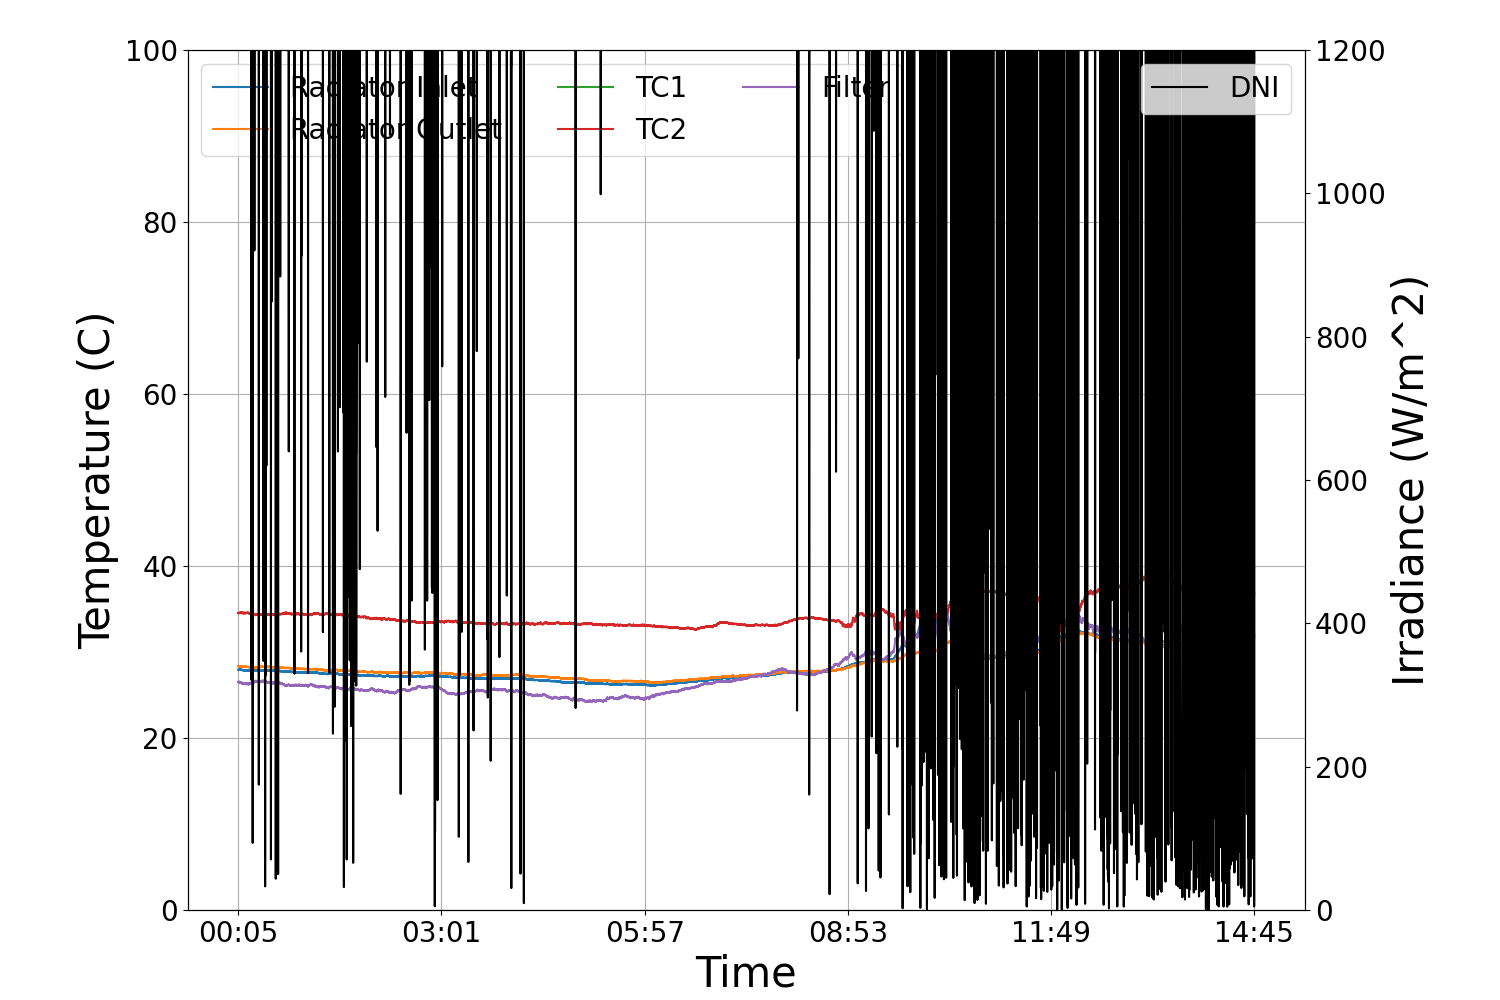 100
80
60
40
20
0
1200
1000
800
600
400
200
0
Temperature (C)
Irradiance (W/m^2)
Radiator Inlet
Radiator Outlet
TC1
TC2
Filter
DNI
00:05 03:01 05:57 08:53 11:49 14:45
Time